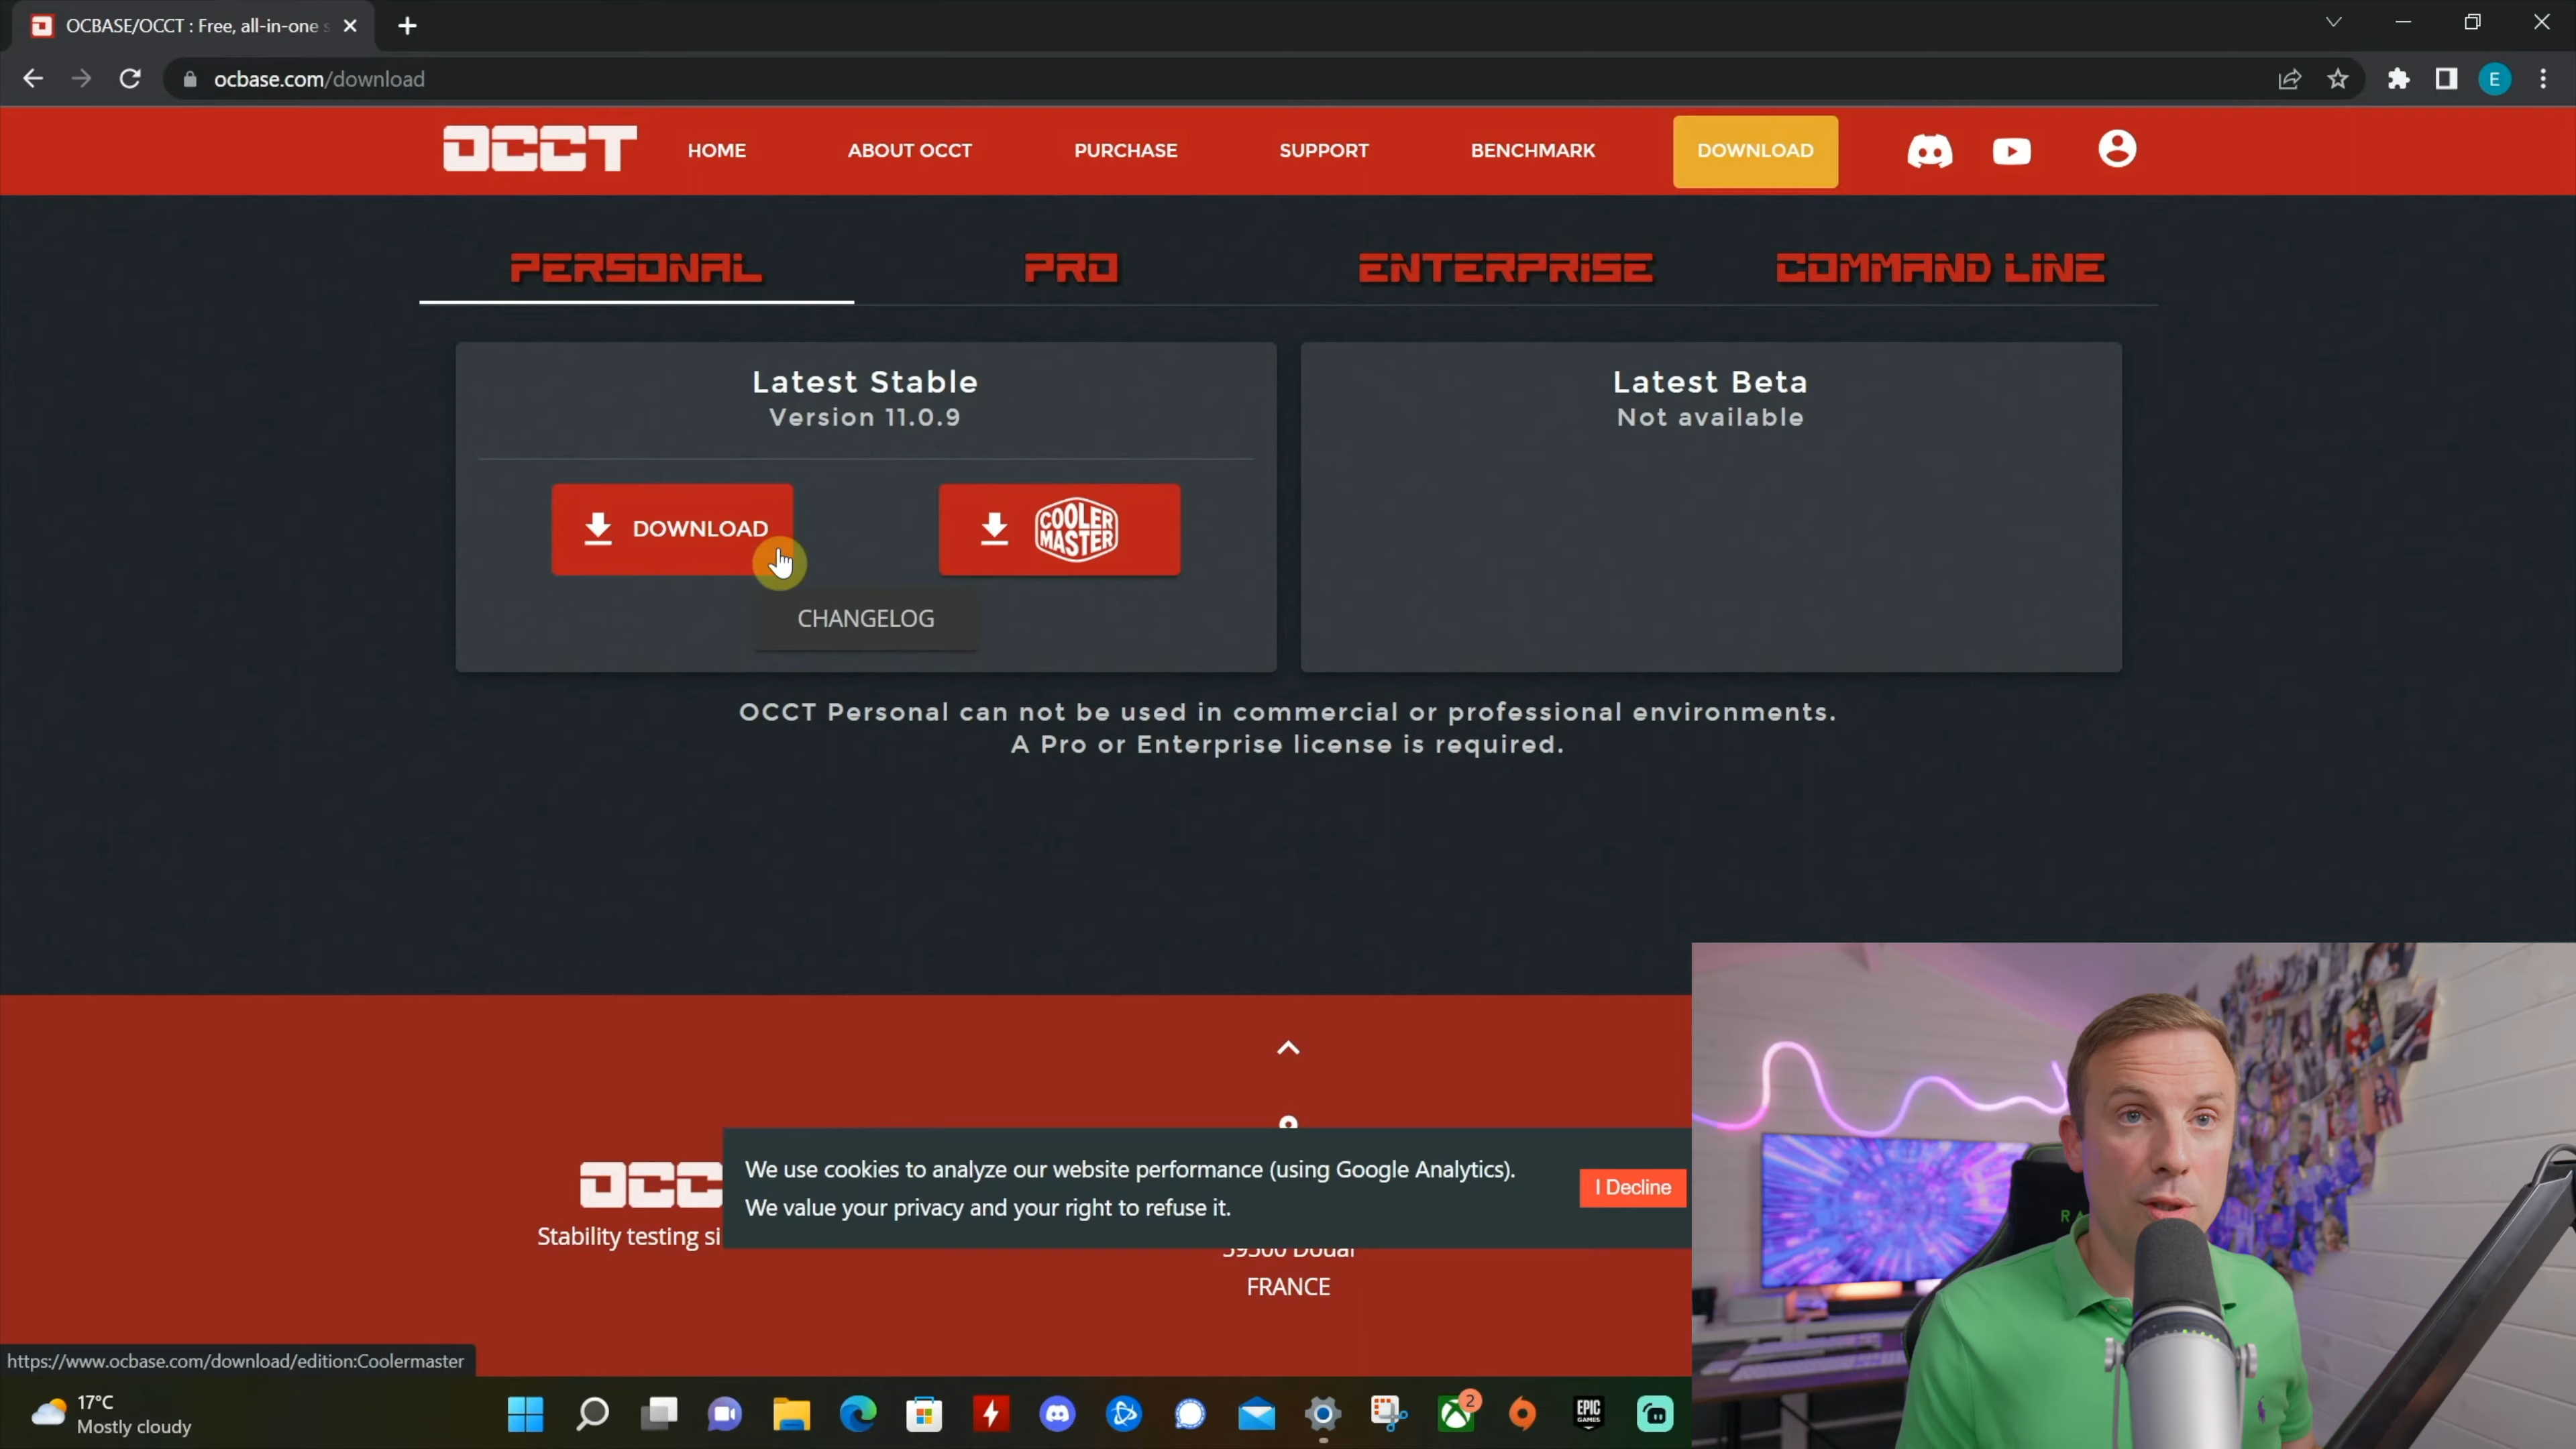 OCBASE/OCCT : Free, all-in-one s
ocbase.com/download
E
OCCT
HOME
ABOUT OCCT
PURCHASE
SUPPORT
BENCHMARK
DOWNLOAD
PERSONAL
PRO
ENTERPRISE
COMMAND LINE
Latest Stable
Version 11.0.9
DOWNLOAD
COOLER
MASTER
CHANGELOG
Latest Beta
Not available
OCCT Personal can not be used in commercial or professional environments.
A Pro or Enterprise license is required.
OCC
Stability testing si
We use cookies to analyze our website performance (using Google Analytics).
We value your privacy and your right to refuse it.
I Decline
FRANCE
https://www.ocbase.com/download/edition:Coolermaster
17°C
Mostly cloudy
2
EPIC
GAMES